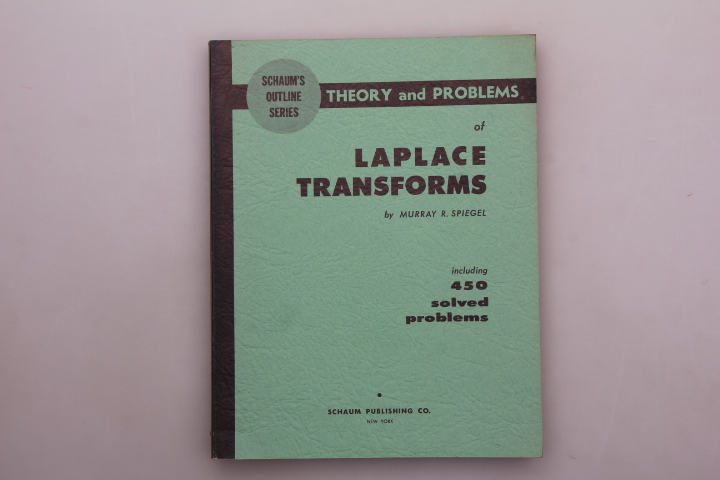 SCHAUM'S
OUTLINE
SERIES
THEORY and PROBLEMS
of
LAPLACE
TRANSFORMS
by MURRAY R. SPIEGEL
including
450
solved
problems
SCHAUM PUBLISHING CO.
NEW YORK